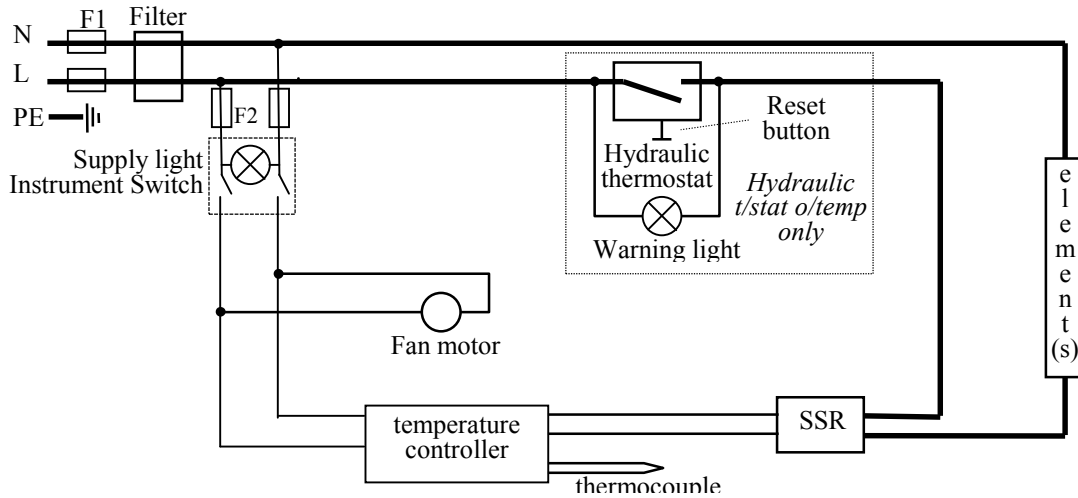 F1
Filter
N
L
PE
F2
Supply light
Instrument Switch
Reset
button
Hydraulic
thermostat
Hydraulic
t/stat o/temp
only
Warning light
element
(s)
Fan motor
temperature
controller
SSR
thermocouple